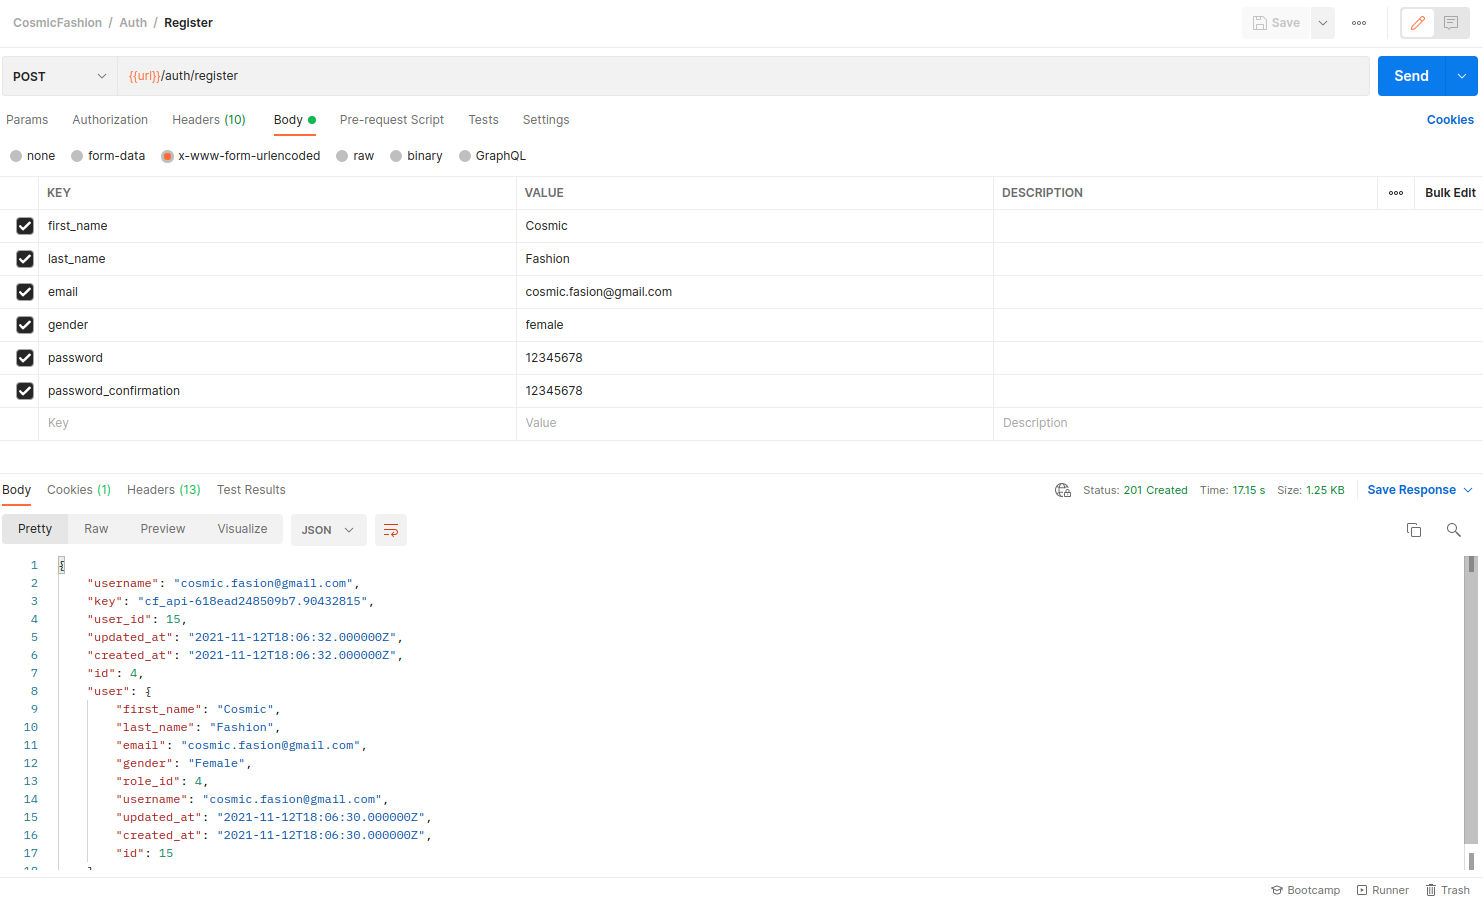 CosmicFashion / Auth / Register
Save
POST
{{url}}/auth/register
Send
Params Authorization Headers (10) Body Pre-request Script Tests Settings Cookies
none form-data x-www-form-urlencoded raw binary GraphQL
KEY VALUE DESCRIPTION Bulk Edit
first_name Cosmic
last_name Fashion
email cosmic.fasion@gmail.com
gender female
password 12345678
password_confirmation 12345678
Key Value Description
Body Cookies (1) Headers (13) Test Results Status: 201 Created Time: 17.15 s Size: 1.25 KB Save Response
Pretty Raw Preview Visualize JSON
1 {
2 "username": "cosmic.fasion@gmail.com",
3 "key": "cf_api-618ead248509b7.90432815",
4 "user_id": 15,
5 "updated_at": "2021-11-12T18:06:32.000000Z",
6 "created_at": "2021-11-12T18:06:32.000000Z",
7 "id": 4,
8 "user": {
9 "first_name": "Cosmic",
10 "last_name": "Fashion",
11 "email": "cosmic.fasion@gmail.com",
12 "gender": "Female",
13 "role_id": 4,
14 "username": "cosmic.fasion@gmail.com",
15 "updated_at": "2021-11-12T18:06:30.000000Z",
16 "created_at": "2021-11-12T18:06:30.000000Z",
17 "id": 15
Bootcamp Runner Trash